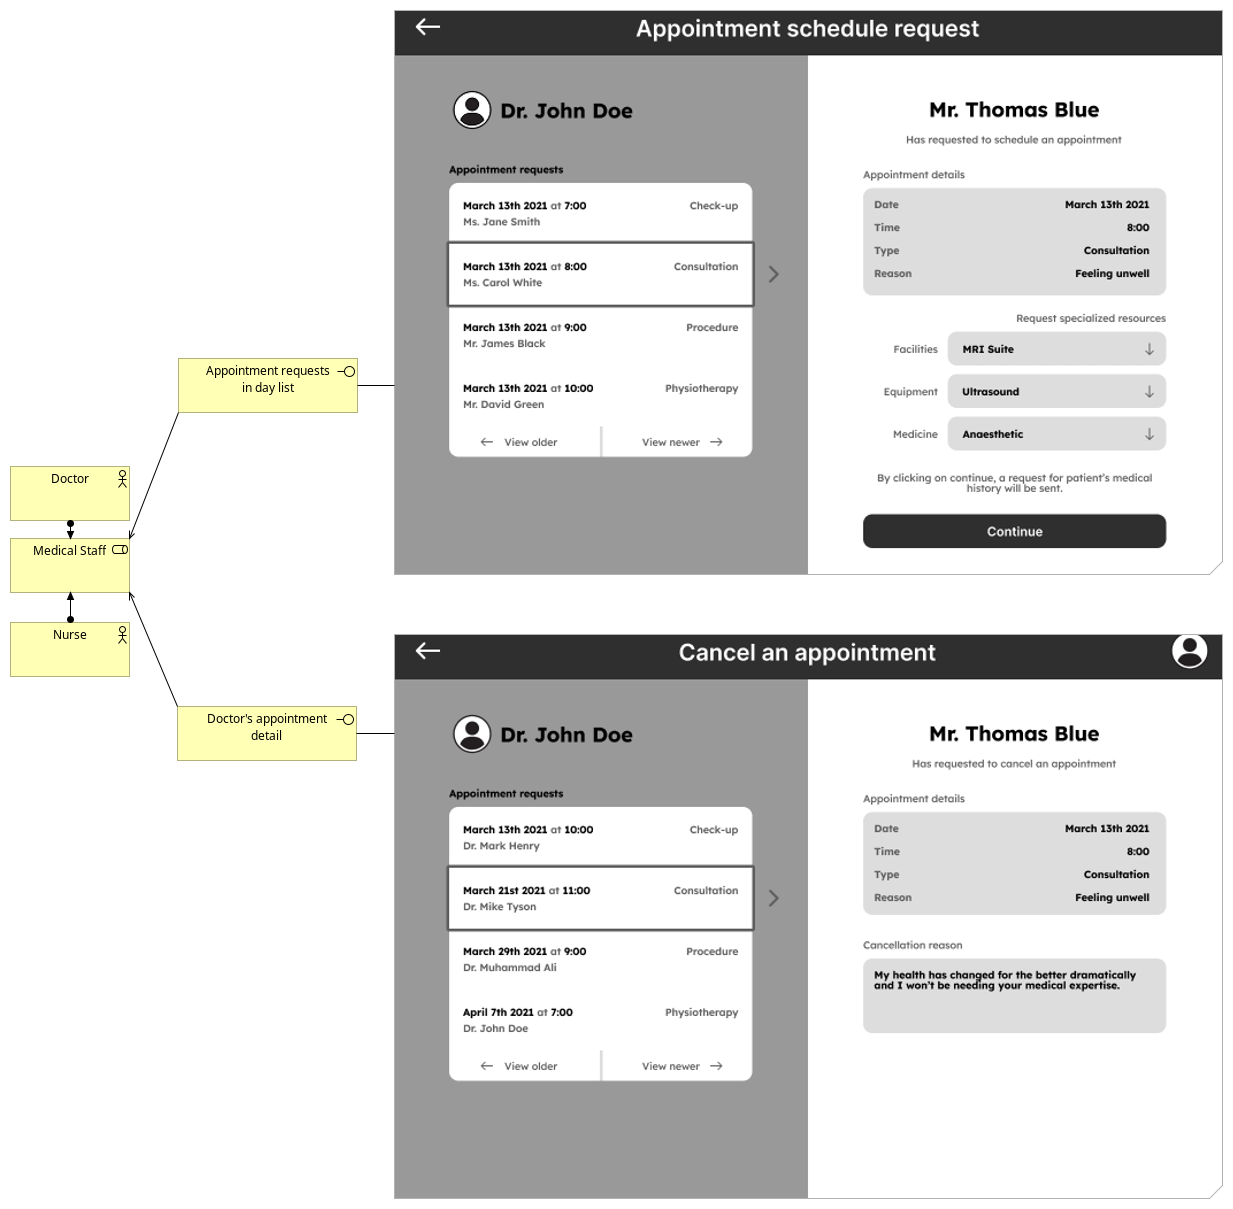 Appointment schedule request
Dr. John Doe
Appointment requests
March 13th 2021 at 7:00 Check-up
Ms. Jane Smith
March 13th 2021 at 8:00 Consultation
Ms. Carol White
March 13th 2021 at 9:00 Procedure
Mr. James Black
March 13th 2021 at 10:00 Physiotherapy
Mr. David Green
View older View newer
Mr. Thomas Blue
Has requested to schedule an appointment
Appointment details
Date March 13th 2021
Time 8:00
Type Consultation
Reason Feeling unwell
Request specialized resources
Facilities MRI Suite
Equipment Ultrasound
Medicine Anaesthetic
By clicking on continue, a request for patient's medical
history will be sent.
Continue
Appointment requests
in day list
Doctor
Medical Staff
Nurse
Doctor's appointment
detail
Cancel an appointment
Dr. John Doe
Appointment requests
March 13th 2021 at 10:00 Check-up
Dr. Mark Henry
March 21st 2021 at 11:00 Consultation
Dr. Mike Tyson
March 29th 2021 at 9:00 Procedure
Dr. Muhammad Ali
April 7th 2021 at 7:00 Physiotherapy
Dr. John Doe
View older View newer
Mr. Thomas Blue
Has requested to cancel an appointment
Appointment details
Date March 13th 2021
Time 8:00
Type Consultation
Reason Feeling unwell
Cancellation reason
My health has changed for the better dramatically
and I won't be needing your medical expertise.